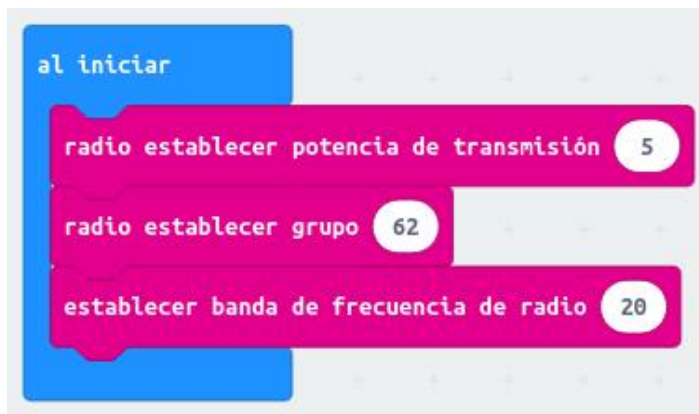 al iniciar
radio establecer potencia de transmisión 5
radio establecer grupo 62
establecer banda de frecuencia de radio 20